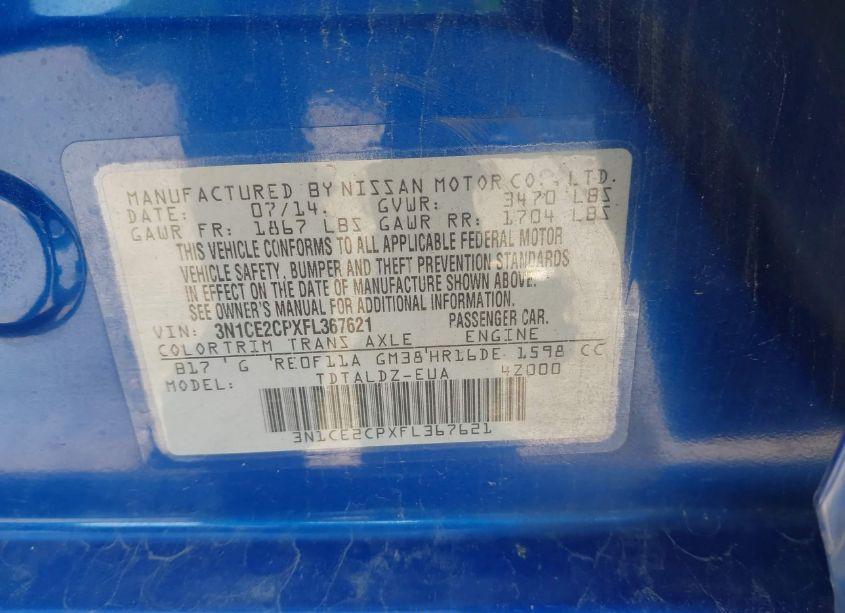 MANUFACTURED BY NISSAN MOTOR CO., LTD.
DATE: 07/14. GVWR: 3470 LBS
GAWR FR: 1867 LBS GAWR RR: 1704 LBS
THIS VEHICLE CONFORMS TO ALL APPLICABLE FEDERAL MOTOR
VEHICLE SAFETY, BUMPER AND THEFT PREVENTION STANDARDS
IN EFFECT ON THE DATE OF MANUFACTURE SHOWN ABOVE.
SEE OWNER'S MANUAL FOR ADDITIONAL INFORMATION.
VIN: 3N1CE2CPXFL367621 PASSENGER CAR.
COLORTRIM TRANS AXLE ENGINE
B17 ' G 'RE0F11A GM38'HR16DE 1598 CC
MODEL: TDTALDZ-EUA 4Z000
3N1CE2CPXFL367621